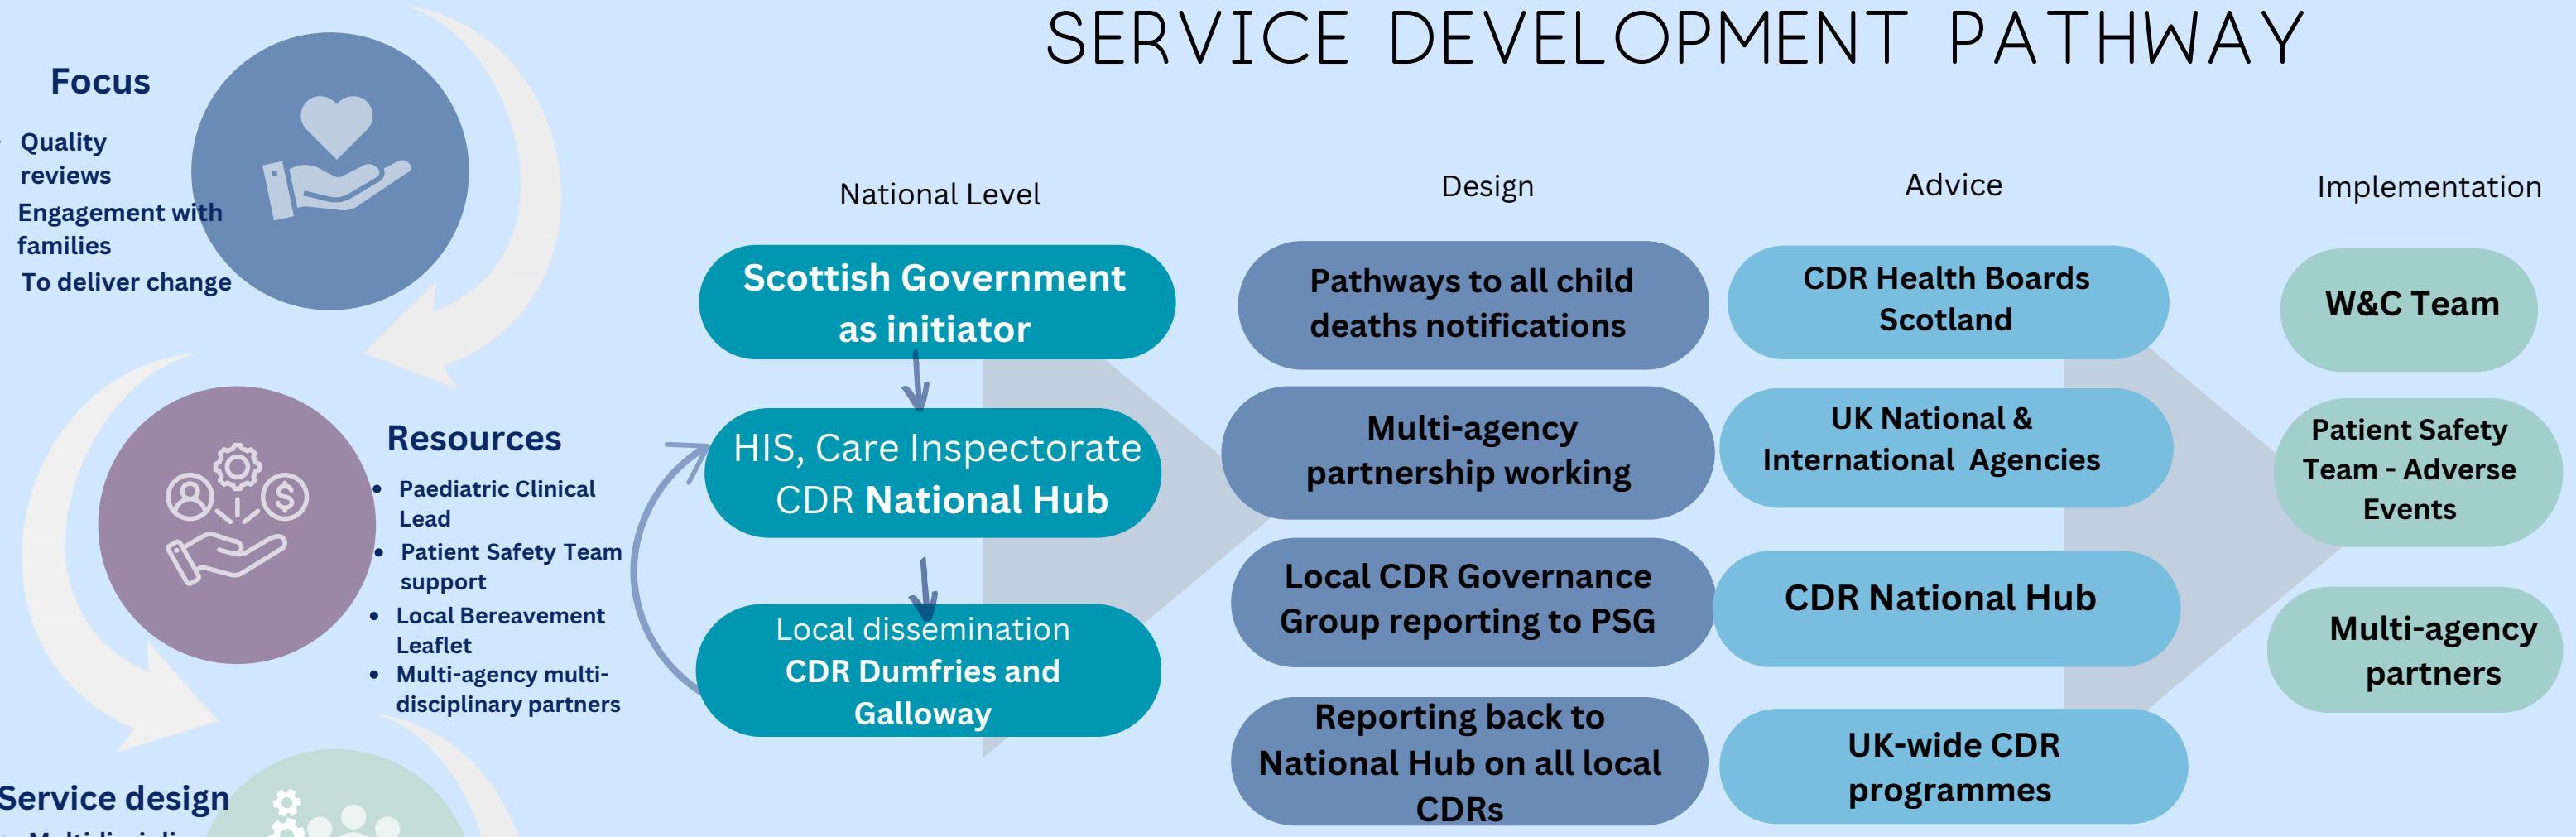 SERVICE DEVELOPMENT PATHWAY
Focus
Quality
reviews
Engagement with
families
To deliver change
Resources
• Paediatric Clinical
Lead
• Patient Safety Team
support
• Local Bereavement
Leaflet
• Multi-agency multi-
disciplinary partners
Service design
National Level
Scottish Government
as initiator
HIS, Care Inspectorate
CDR National Hub
Local dissemination
CDR Dumfries and
Galloway
Design
Pathways to all child
deaths notifications
Multi-agency
partnership working
Local CDR Governance
Group reporting to PSG
Reporting back to
National Hub on all local
CDRs
Advice
CDR Health Boards
Scotland
UK National &
International Agencies
CDR National Hub
UK-wide CDR
programmes
Implementation
W&C Team
Patient Safety
Team - Adverse
Events
Multi-agency
partners